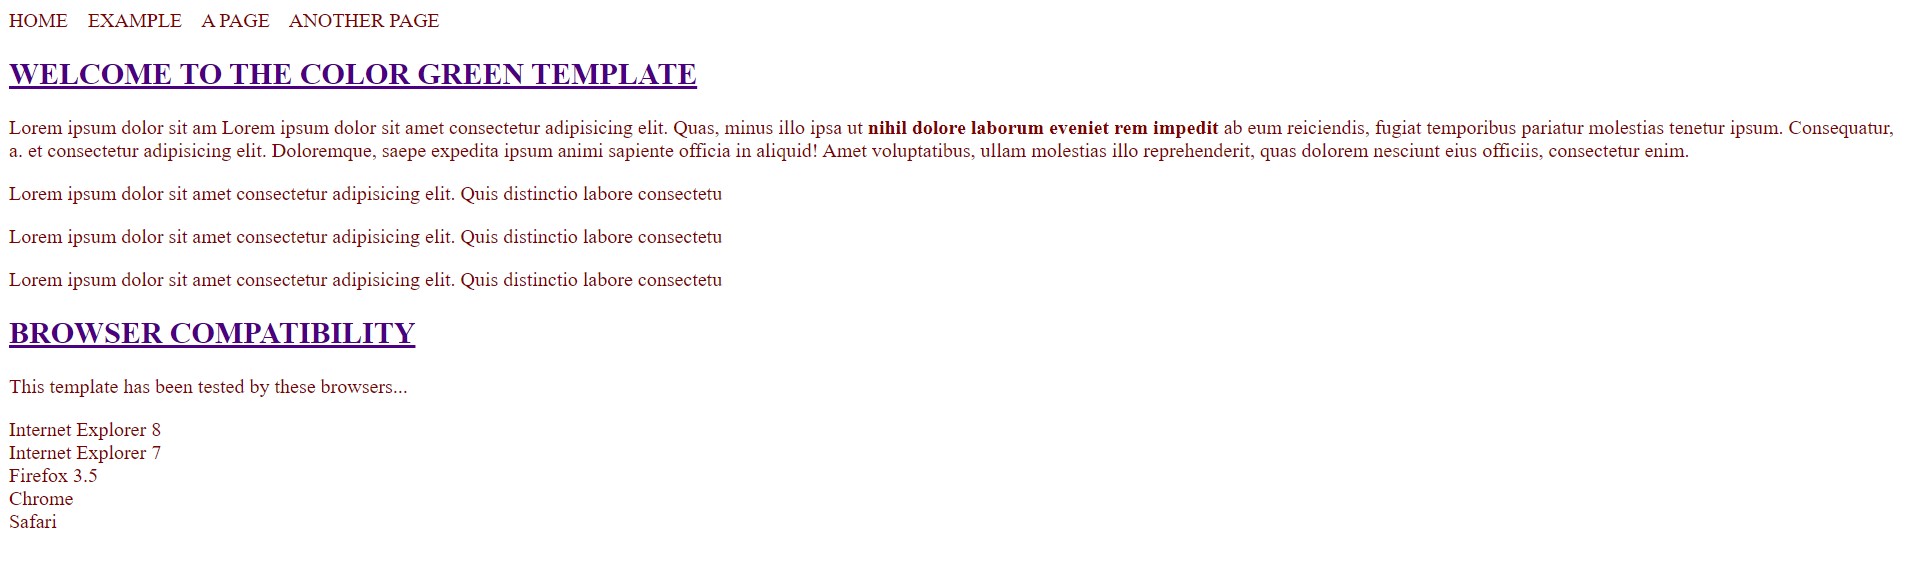 HOME EXAMPLE A PAGE ANOTHER PAGE
WELCOME TO THE COLOR GREEN TEMPLATE
Lorem ipsum dolor sit am Lorem ipsum dolor sit amet consectetur adipisicing elit. Quas, minus illo ipsa ut nihil dolore laborum eveniet rem impedit ab eum reiciendis, fugiat temporibus pariatur molestias tenetur ipsum. Consequatur,
a. et consectetur adipisicing elit. Doloremque, saepe expedita ipsum animi sapiente officia in aliquid! Amet voluptatibus, ullam molestias illo reprehenderit, quas dolorem nesciunt eius officiis, consectetur enim.
Lorem ipsum dolor sit amet consectetur adipisicing elit. Quis distinctio labore consectetu
Lorem ipsum dolor sit amet consectetur adipisicing elit. Quis distinctio labore consectetu
Lorem ipsum dolor sit amet consectetur adipisicing elit. Quis distinctio labore consectetu
BROWSER COMPATIBILITY
This template has been tested by these browsers...
Internet Explorer 8
Internet Explorer 7
Firefox 3.5
Chrome
Safari